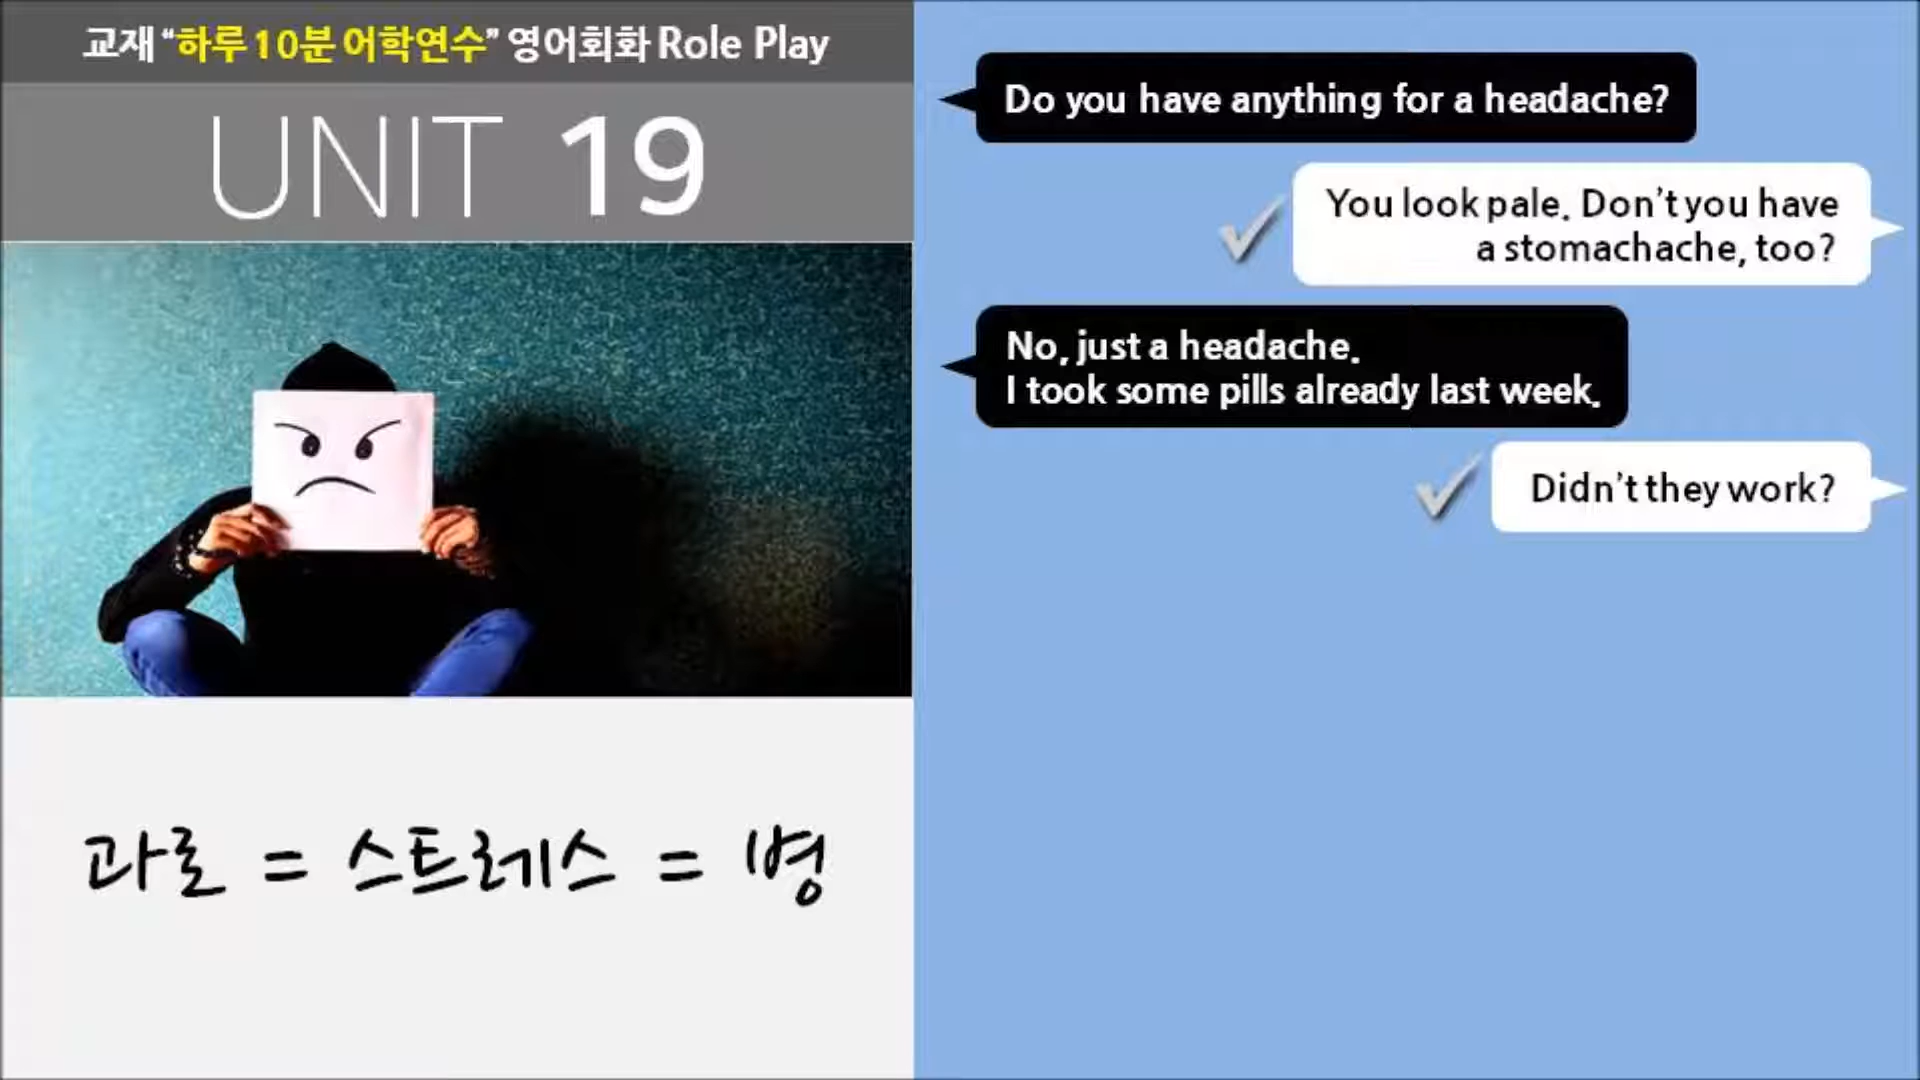 교재 “하루10분 어학연수” 영어회화 Role Play
UNIT 19
과로 = 스트레스 = 병
Do you have anything for a headache?
You look pale. Don’t you have
a stomachache, too?
No, just a headache.
I took some pills already last week.
Didn’t they work?